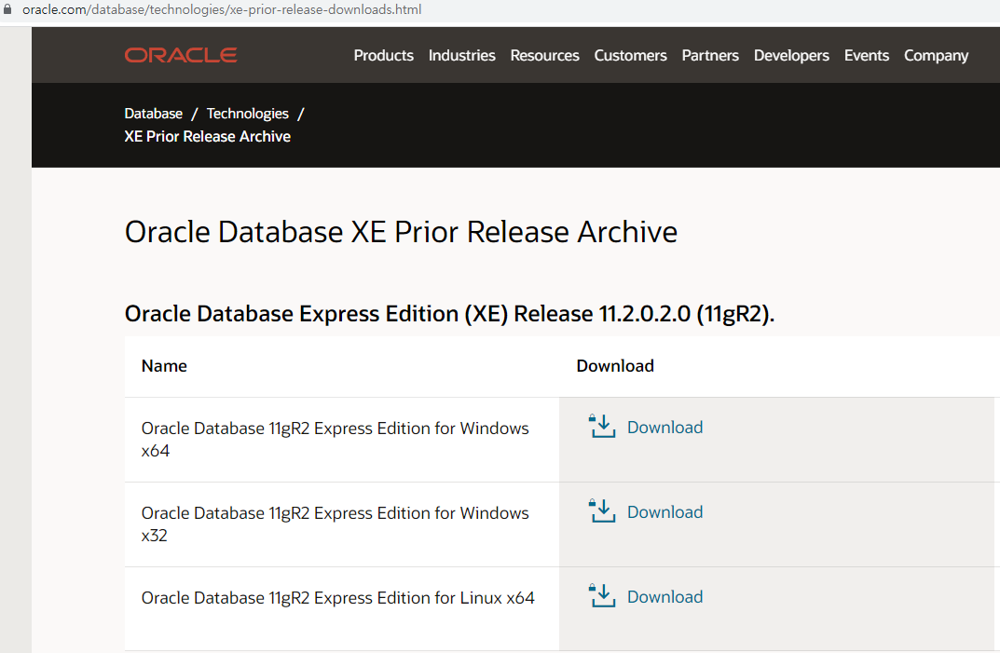 oracle.com/database/technologies/xe-prior-release-downloads.html
ORACLE
Products Industries Resources Customers Partners Developers Events Company
Database / Technologies /
XE Prior Release Archive
Oracle Database XE Prior Release Archive
Oracle Database Express Edition (XE) Release 11.2.0.2.0 (11gR2).
Name Download
Oracle Database 11gR2 Express Edition for Windows
x64
Download
Oracle Database 11gR2 Express Edition for Windows
x32
Download
Oracle Database 11gR2 Express Edition for Linux x64
Download